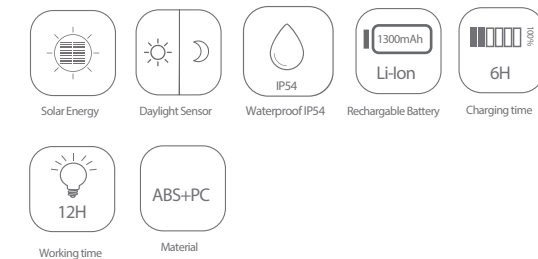 IP54
1300mAh
Li-Ion
100%
6H
Solar Energy
Daylight Sensor
Waterproof IP54
Rechargable Battery
Charging time
12H
ABS+PC
Working time
Material